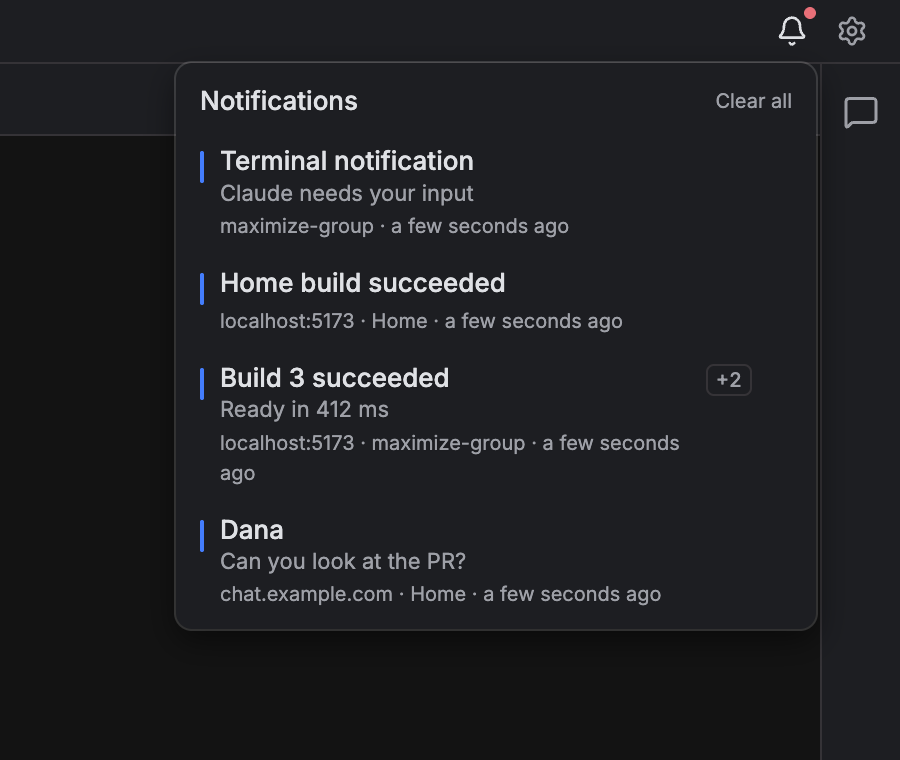 Notifications
Clear all
Terminal notification
Claude needs your input
maximize-group · a few seconds ago
Home build succeeded
localhost:5173 · Home · a few seconds ago
Build 3 succeeded
+2
Ready in 412 ms
localhost:5173 · maximize-group · a few seconds
ago
Dana
Can you look at the PR?
chat.example.com · Home · a few seconds ago